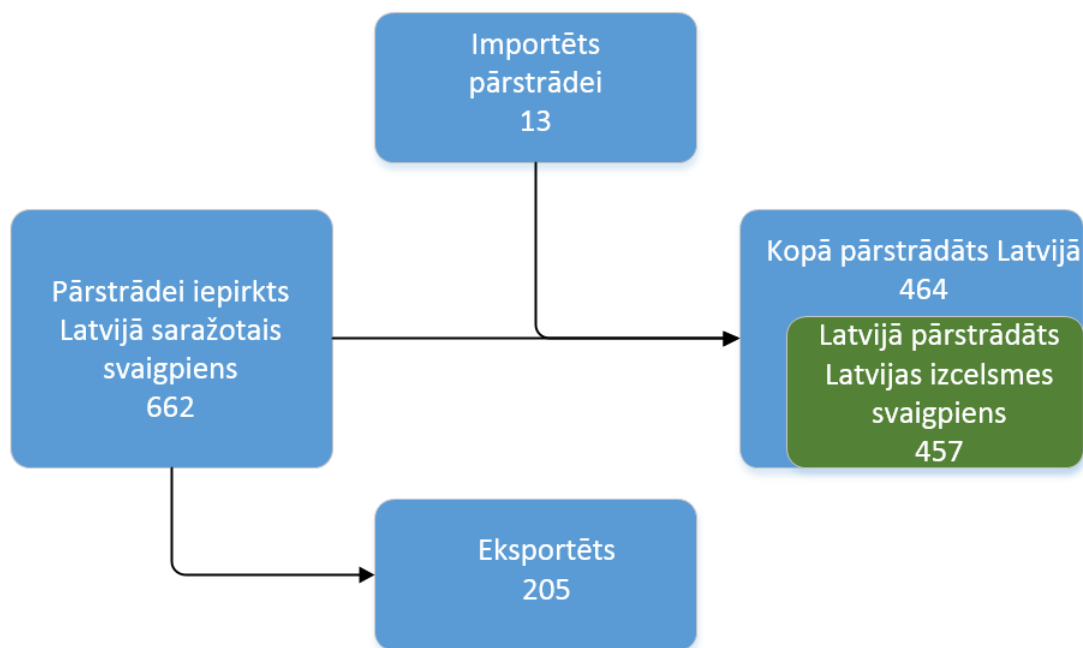 Importēts
pārstrādei
13
Pārstrādei iepirkts
Latvijā saražotais
svaigpiens
662
Kopā pārstrādāts Latvijā
464
Latvijā pārstrādāts
Latvijas izcelsmes
svaigpiens
457
Eksportēts
205